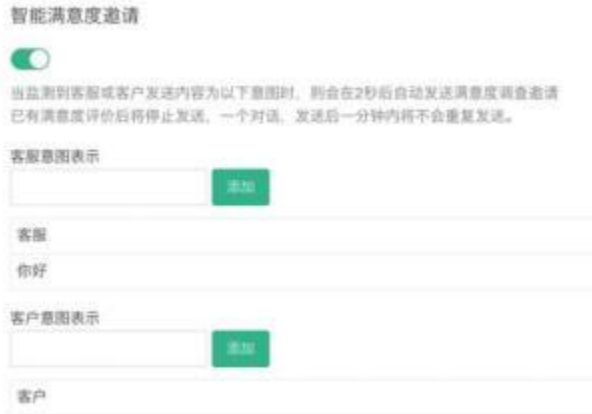 智能满意度邀请
当监测到客服或客户发送内容为以下意图时，则会在2秒后自动发送满意度调查邀请
已有满意度评价后将停止发送，一个对话，发送后一分钟内将不会重复发送。
客服意图表示
添加
客服
你好
客户意图表示
添加
客户